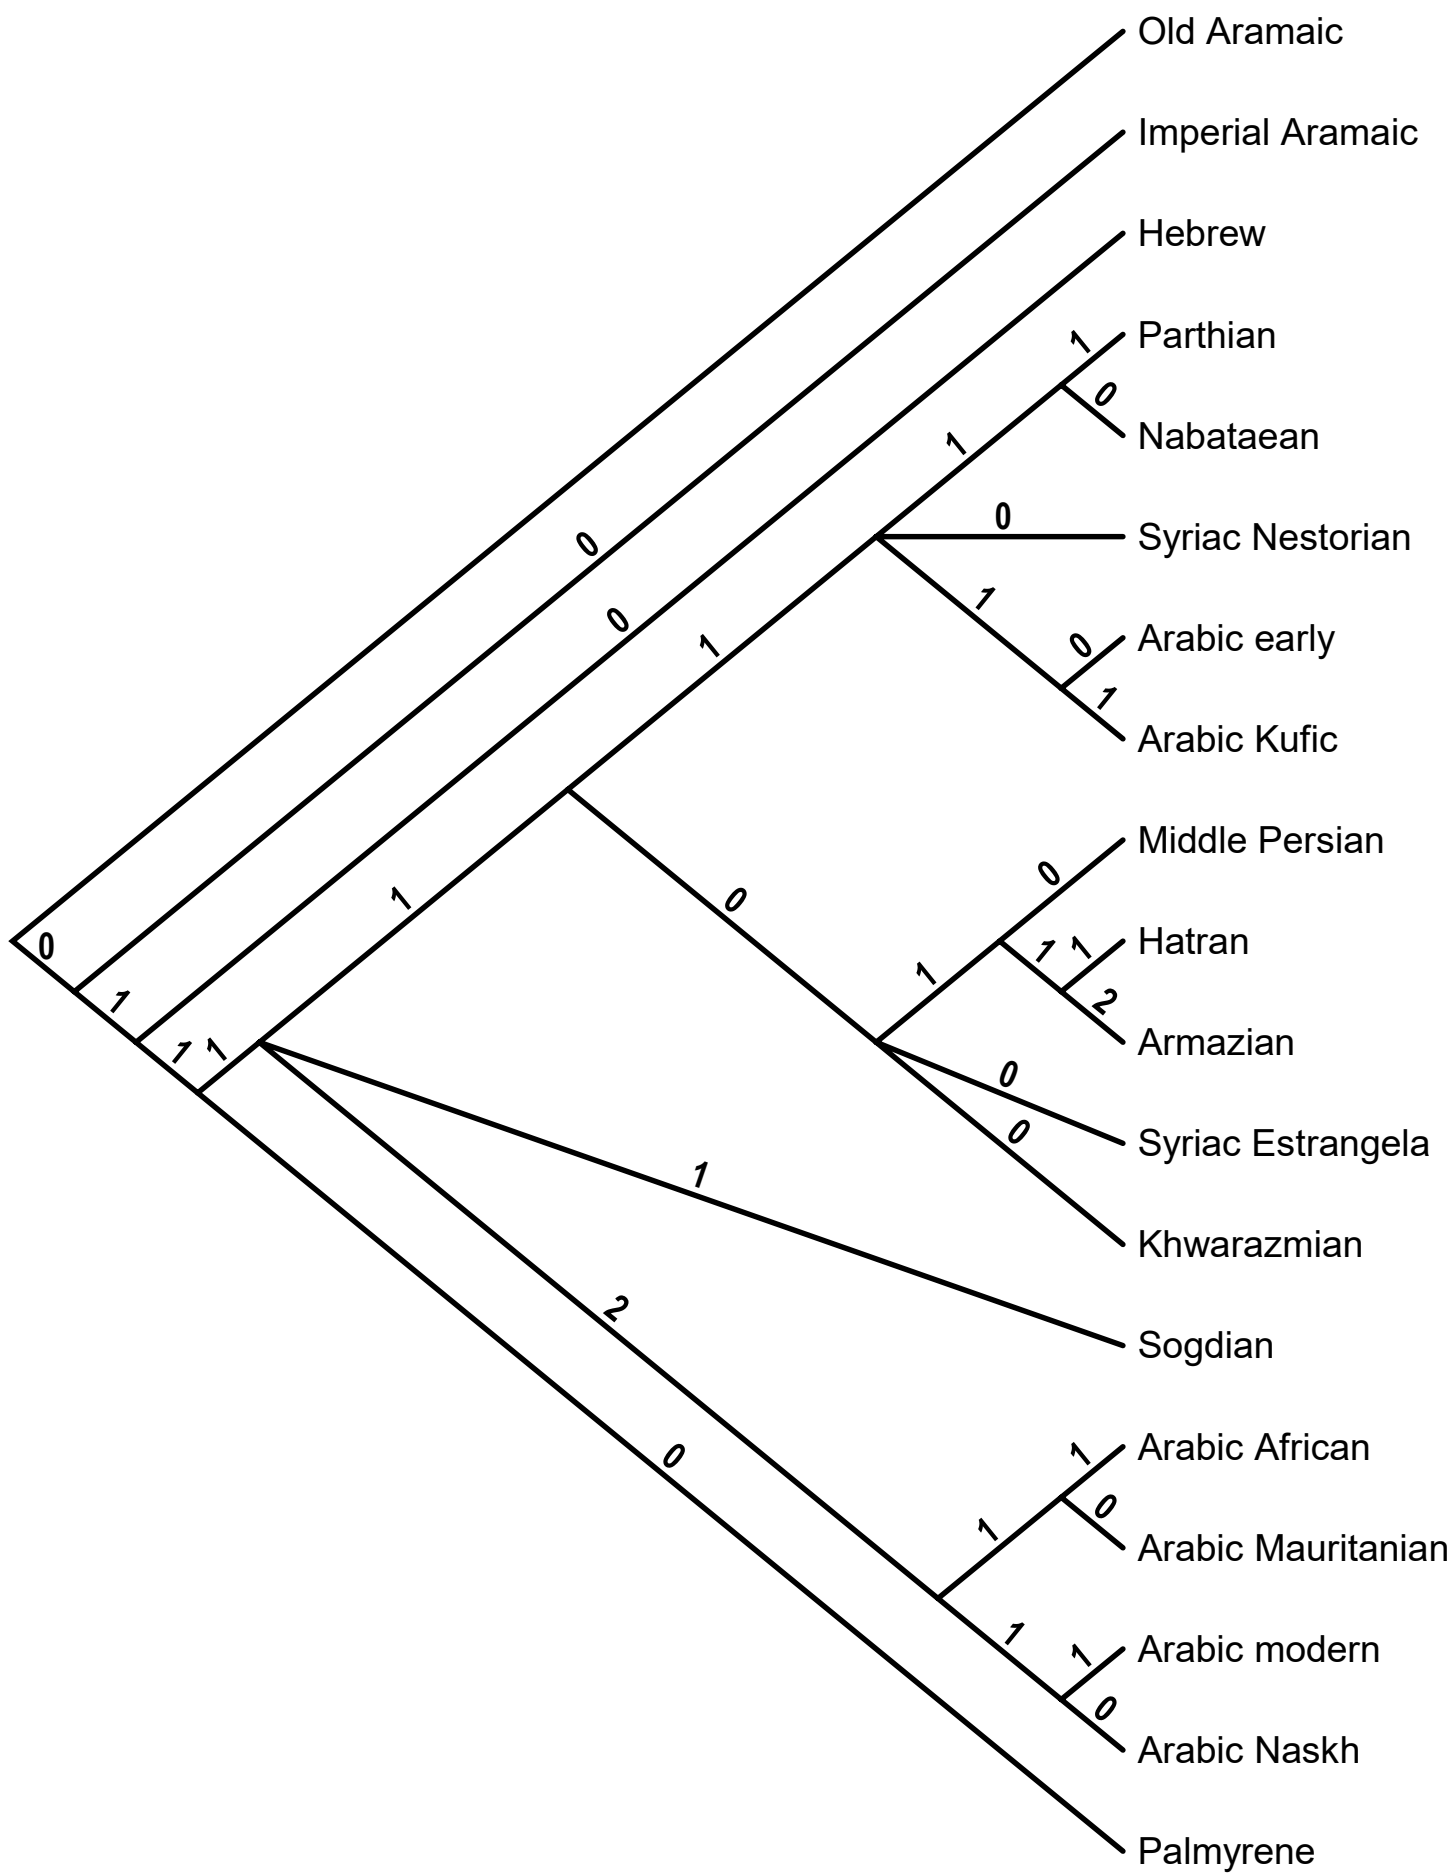 Old Aramaic
Imperial Aramaic
Hebrew
Parthian
1
0
Nabataean
1
0
Syriac Nestorian
0
1
0
Arabic early
0
1
1
Arabic Kufic
Middle Persian
0
1
0
1
0
1 1
Hatran
1
2
Armazian
1 1
0
Syriac Estrangela
0
Khwarazmian
1
2
Sogdian
1
Arabic African
0
0
1
Arabic Mauritanian
1
1
Arabic modern
0
Arabic Naskh
Palmyrene